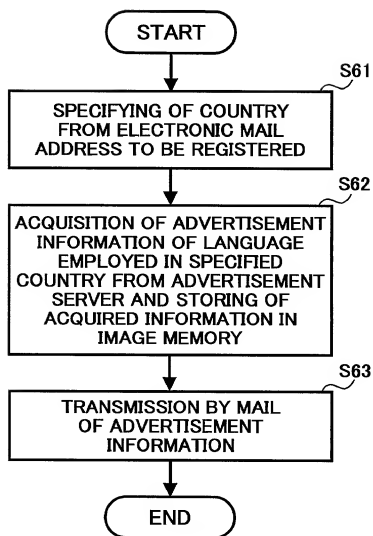 START
S61
SPECIFYING OF COUNTRY
FROM ELECTRONIC MAIL
ADDRESS TO BE REGISTERED
S62
ACQUISITION OF ADVERTISEMENT
INFORMATION OF LANGUAGE
EMPLOYED IN SPECIFIED
COUNTRY FROM ADVERTISEMENT
SERVER AND STORING OF
ACQUIRED INFORMATION IN
IMAGE MEMORY
S63
TRANSMISSION BY MAIL
OF ADVERTISEMENT
INFORMATION
END